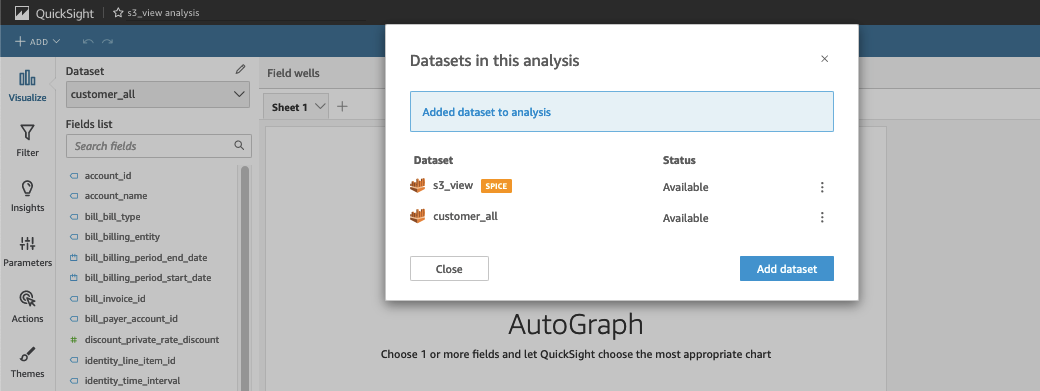 QuickSight
s3_view analysis
ADD
Visualize
Filter
Insights
Parameters
Actions
Themes
Dataset
customer_all
Fields list
Search fields
account_id
account_name
bill_bill_type
bill_billing_entity
bill_billing_period_end_date
bill_billing_period_start_date
bill_invoice_id
bill_payer_account_id
discount_private_rate_discount
identity_line_item_id
identity_time_interval
Field wells
Sheet 1
Datasets in this analysis
Added dataset to analysis
Dataset Status
s3_view SPICE Available
customer_all Available
Close Add dataset
AutoGraph
Choose 1 or more fields and let QuickSight choose the most appropriate chart